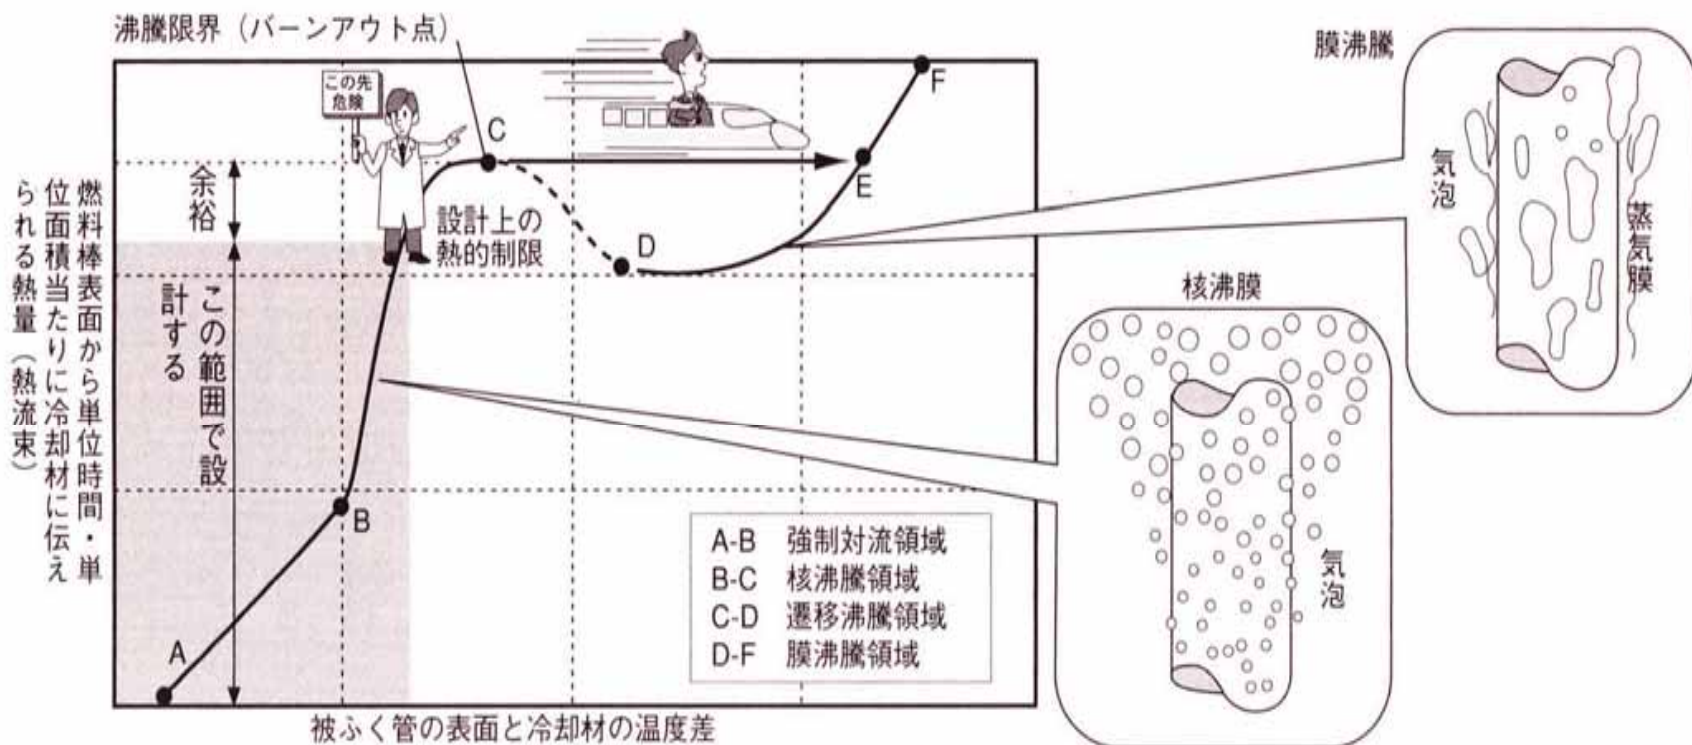 沸騰限界（バーンアウト点）
この先
危険
C
F
E
D
B
A
余裕
設計上の
熱的制限
この範囲で設
計する
燃料棒表面から単位時間・単
位面積当たりに冷却材に伝え
られる熱量（熱流束）
A-B 強制対流領域
B-C 核沸騰領域
C-D 遷移沸騰領域
D-F 膜沸騰領域
被ふく管の表面と冷却材の温度差
膜沸騰
気泡
蒸気膜
核沸膜
気泡